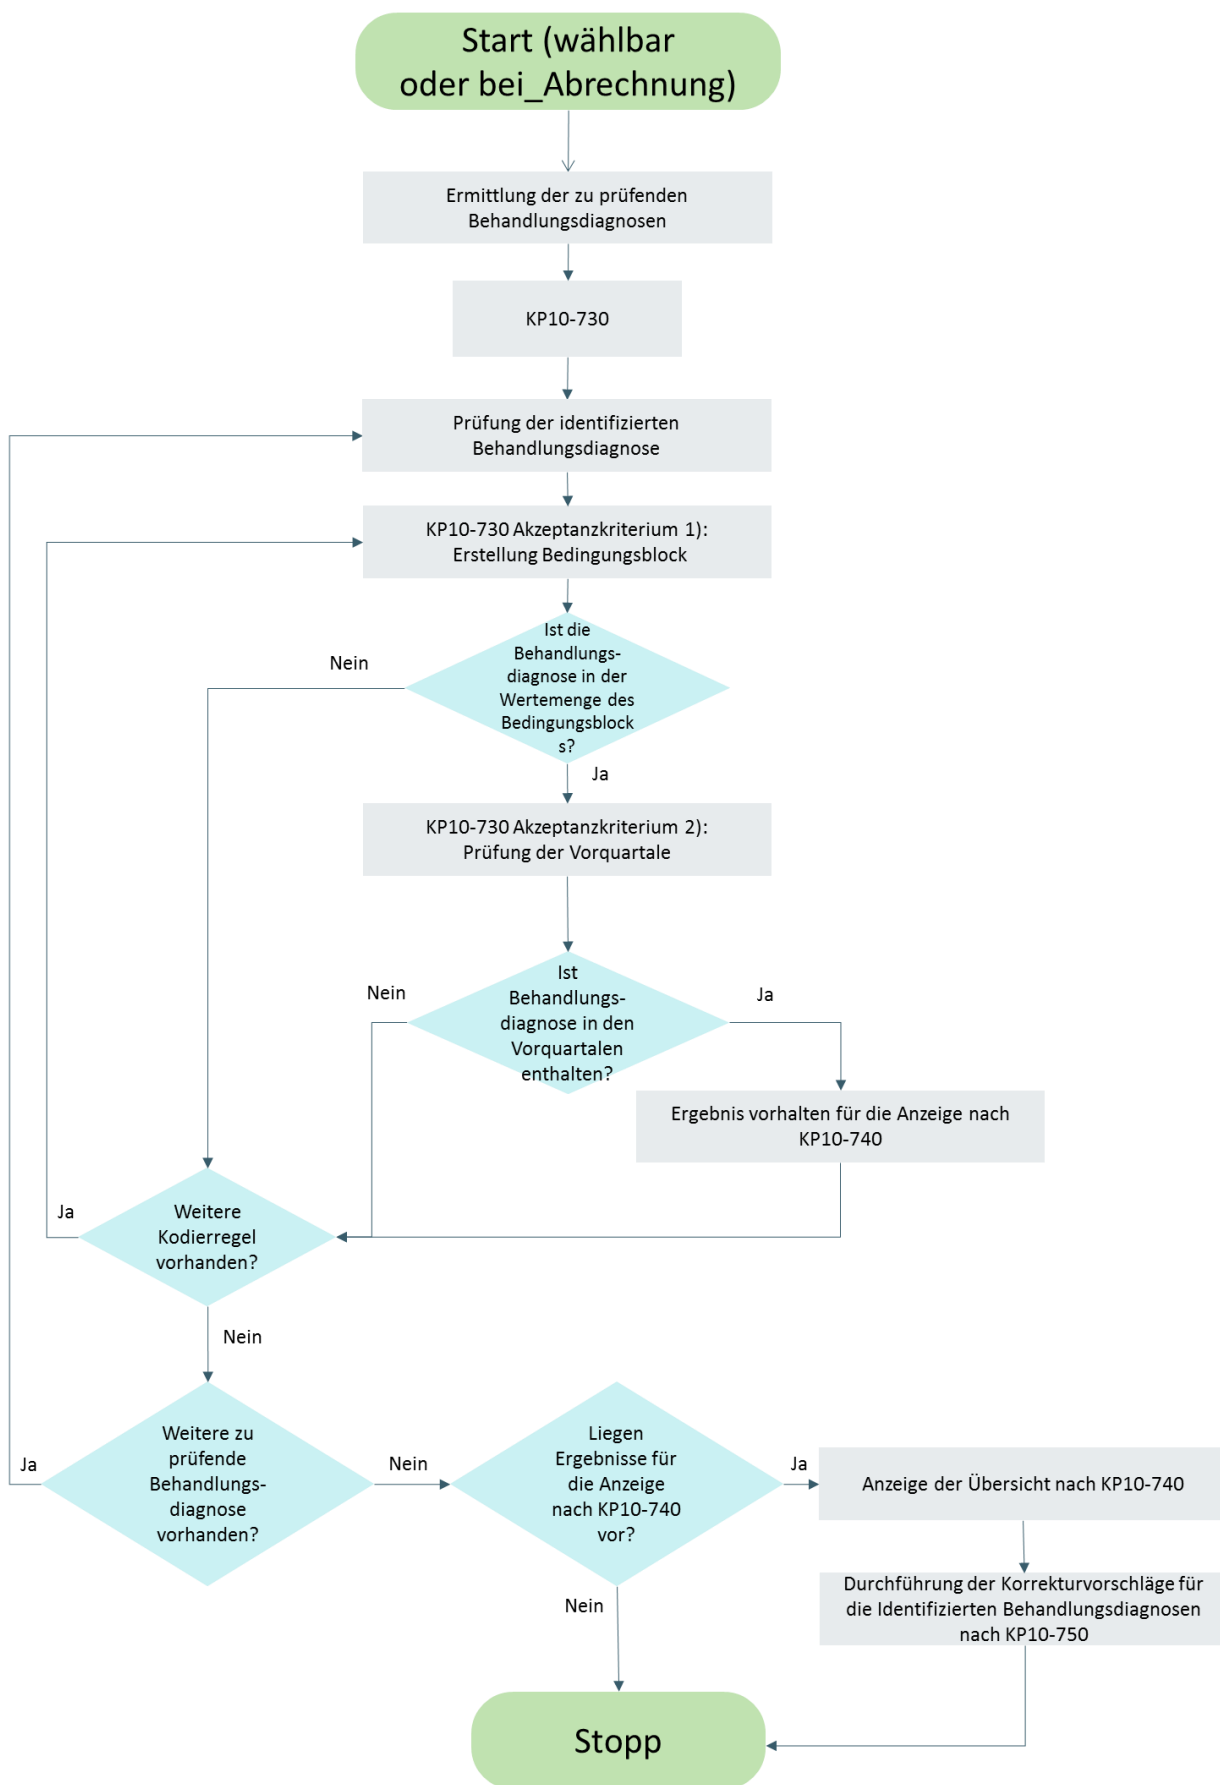 Start (wählbar
oder bei_Abrechnung)
Ermittlung der zu prüfenden
Behandlungsdiagnosen
KP10-730
Prüfung der identifizierten
Behandlungsdiagnose
KP10-730 Akzeptanzkriterium 1):
Erstellung Bedingungsblock
Ist die
Behandlungs-
diagnose in der
Wertemenge des
Bedingungsblock
s?
Nein
Ja
KP10-730 Akzeptanzkriterium 2):
Prüfung der Vorquartale
Ist
Behandlungs-
diagnose in den
Vorquartalen
enthalten?
Nein
Ja
Ergebnis vorhalten für die Anzeige nach
KP10-740
Weitere
Kodierregel
vorhanden?
Ja
Nein
Weitere zu
prüfende
Behandlungs-
diagnose
vorhanden?
Ja
Nein
Liegen
Ergebnisse für
die Anzeige
nach KP10-740
vor?
Ja
Nein
Anzeige der Übersicht nach KP10-740
Durchführung der Korrekturvorschläge für
die Identifizierten Behandlungsdiagnosen
nach KP10-750
Stopp